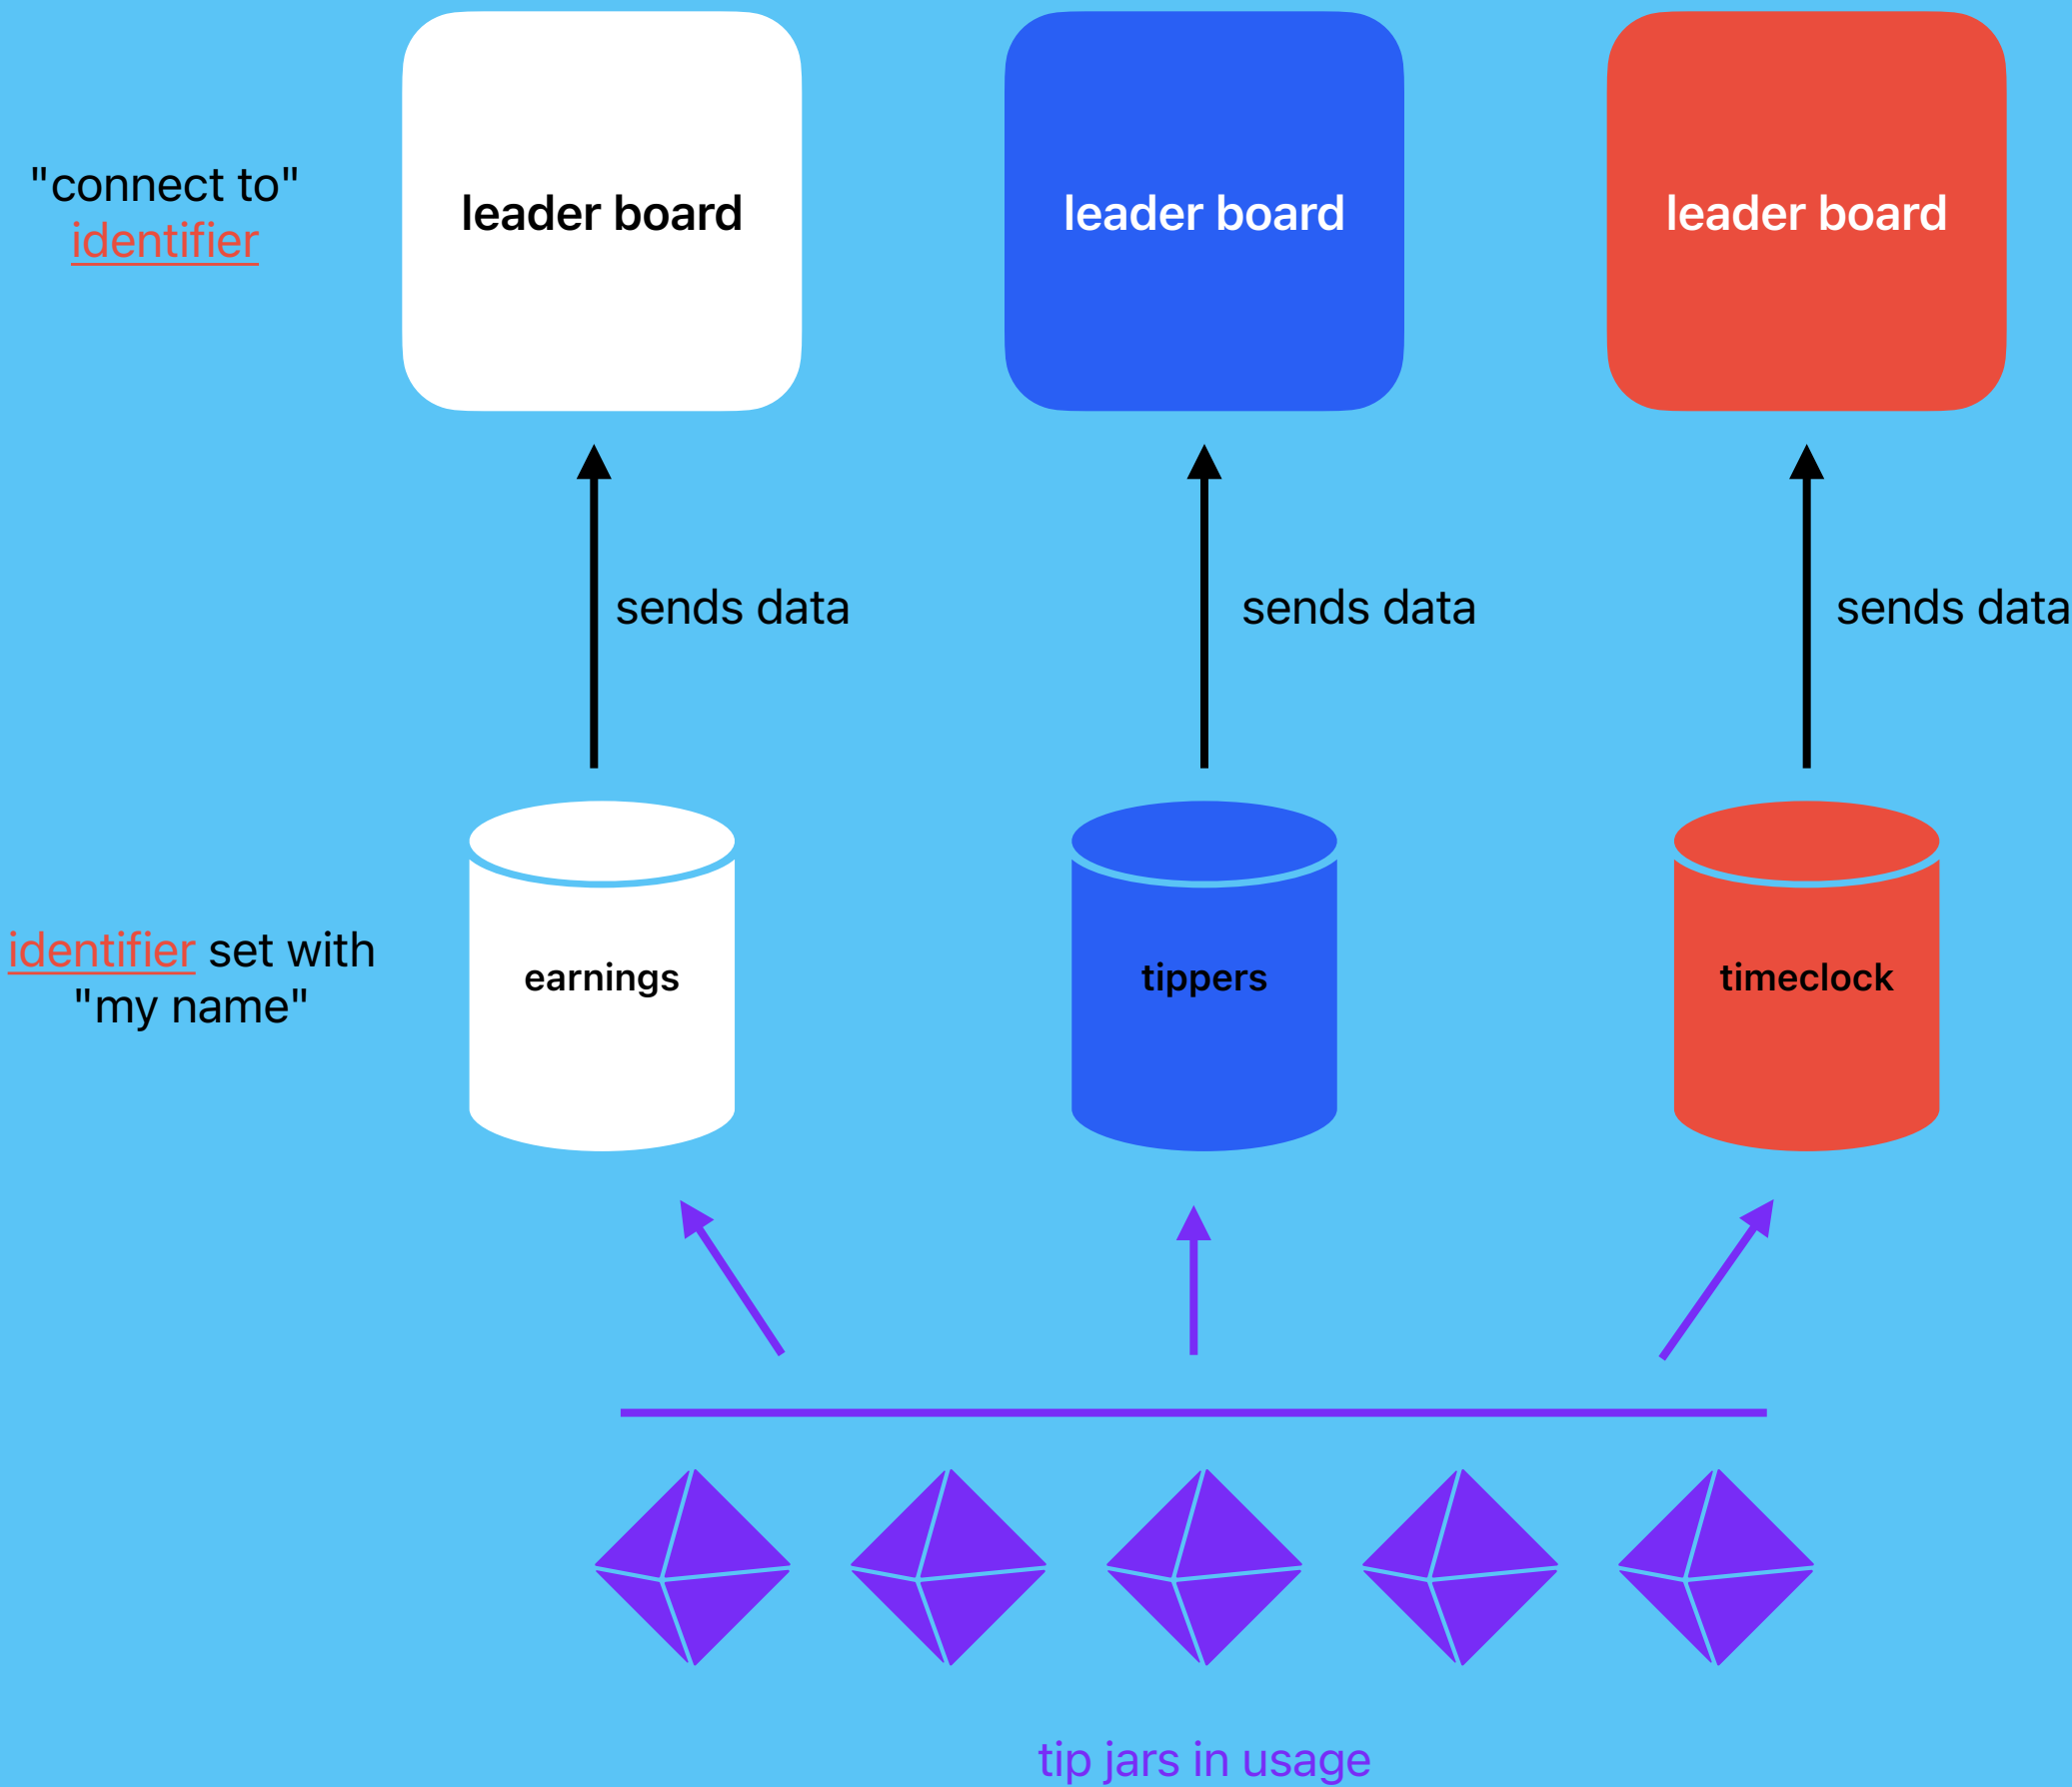 "connect to"
identifier
leader board
leader board
leader board
sends data
sends data
sends data
identifier set with
"my name"
earnings
tippers
timeclock
tip jars in usage